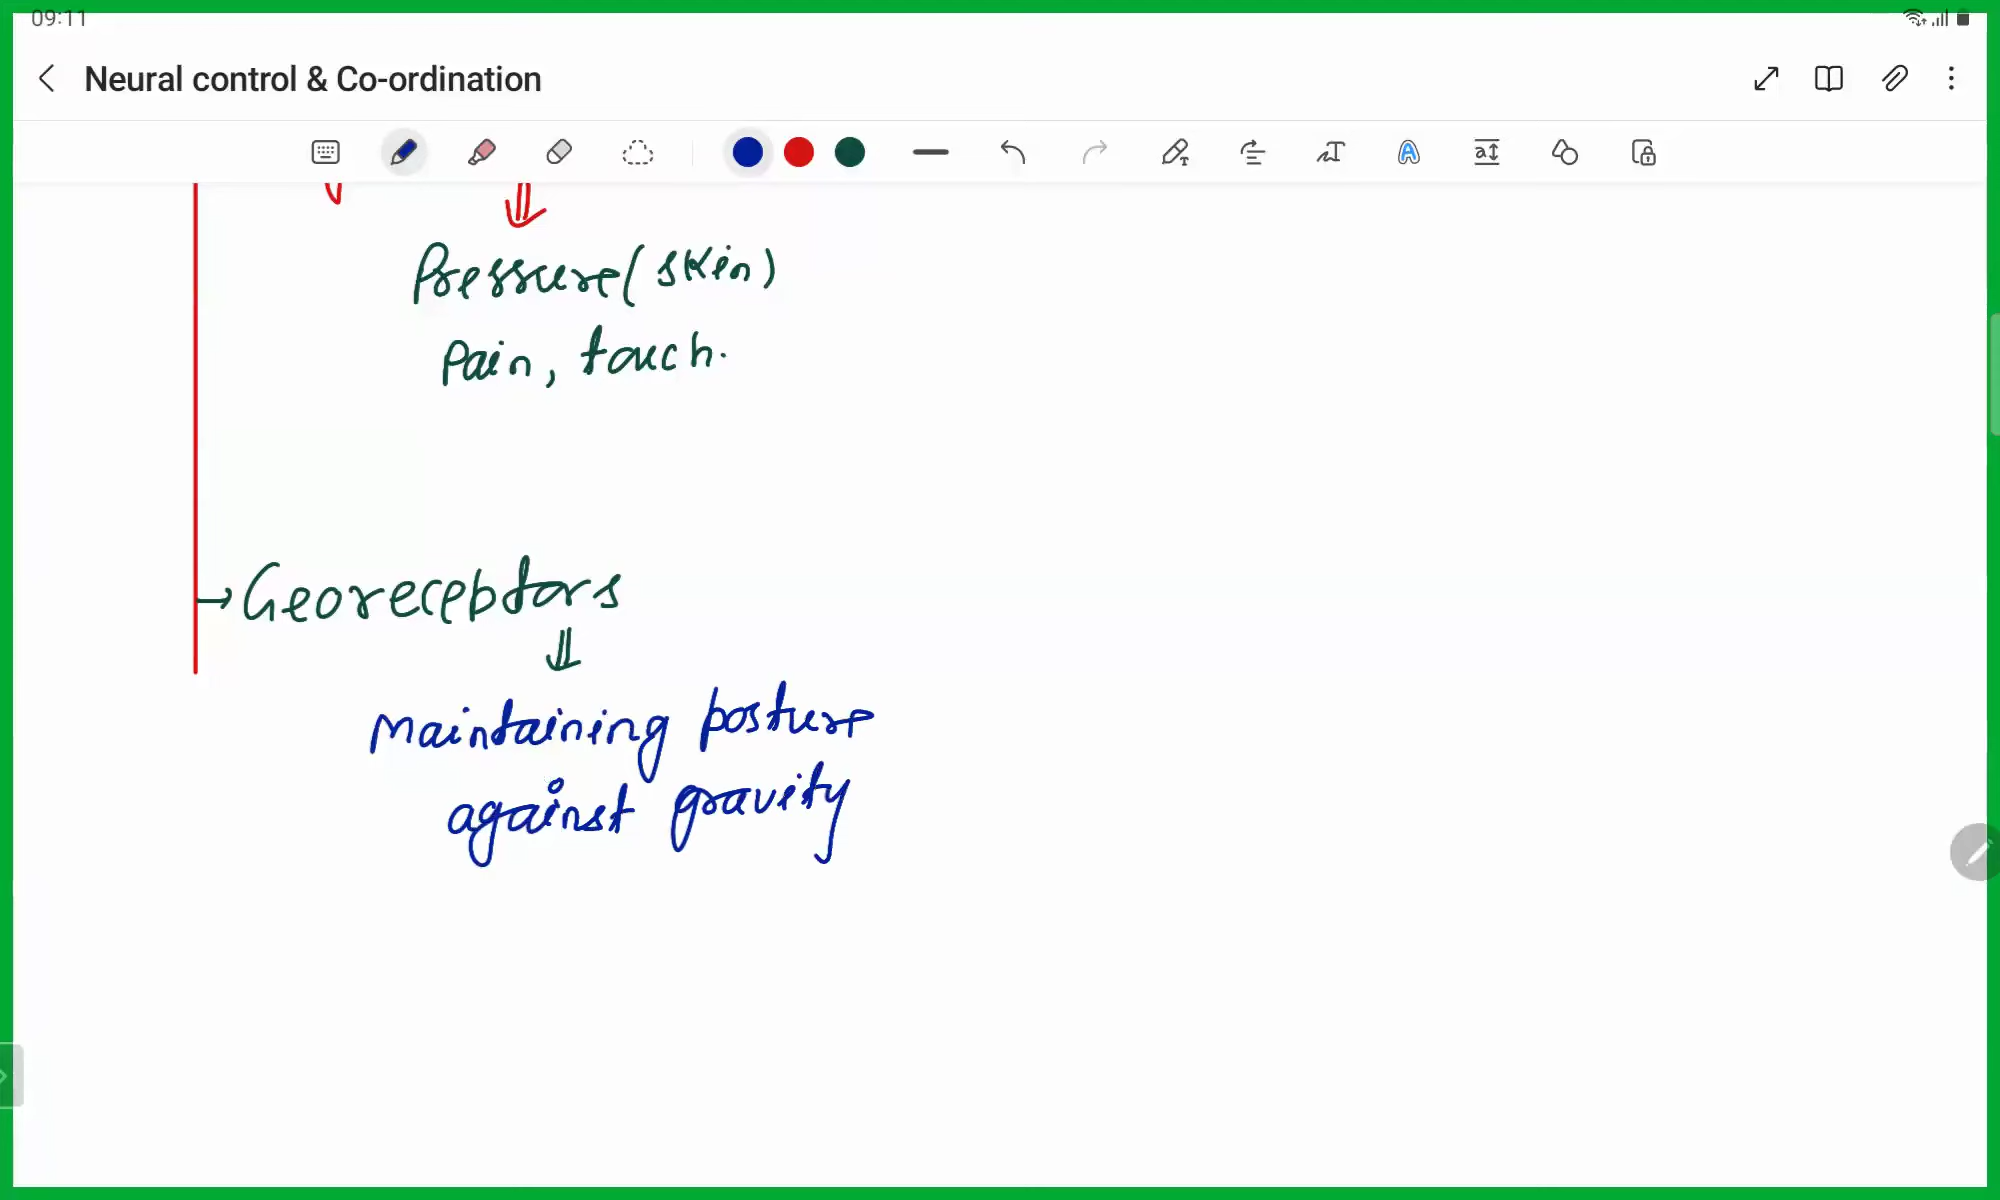 09:11
Neural control & Co-ordination
Pressure (skin)
Pain, touch.
→ Georeceptors
Maintaining posture
against gravity